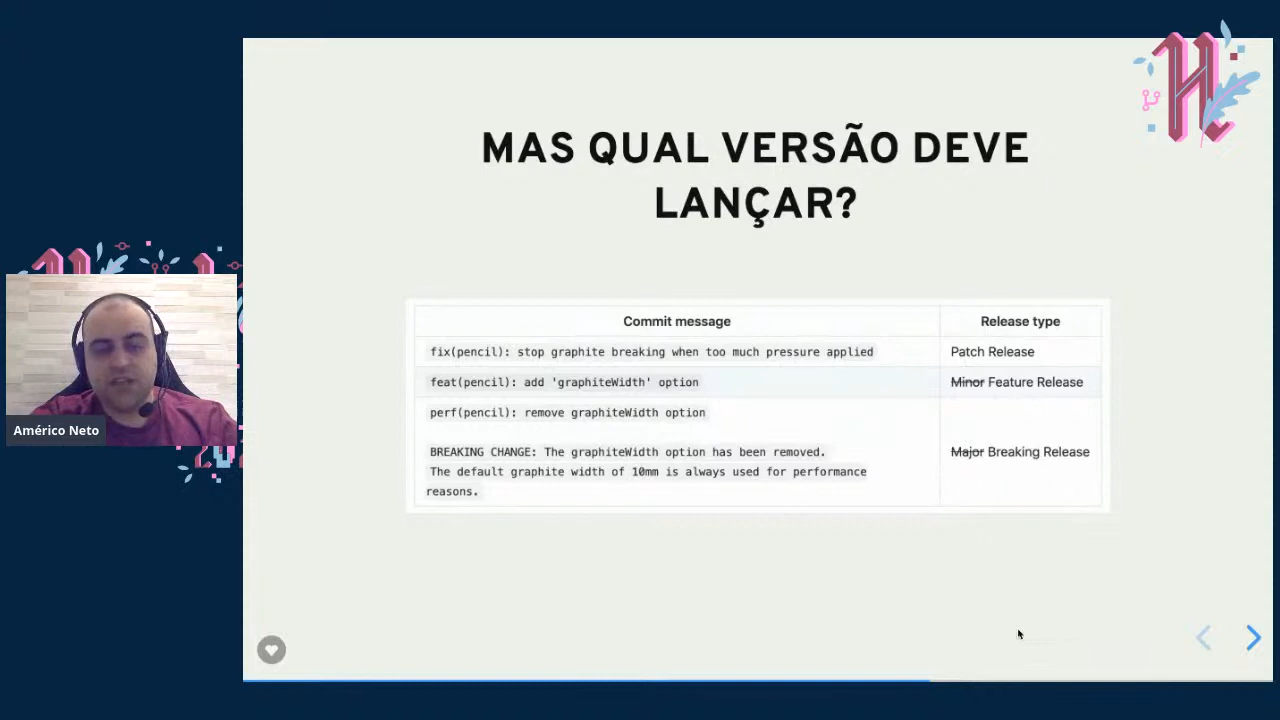 MAS QUAL VERSÃO DEVE
LANÇAR?
Commit message Release type
fix(pencil): stop graphite breaking when too much pressure applied Patch Release
feat(pencil): add 'graphiteWidth' option Minor Feature Release
perf(pencil): remove graphiteWidth option
BREAKING CHANGE: The graphiteWidth option has been removed. Major Breaking Release
The default graphite width of 10mm is always used for performance
reasons.
Américo Neto